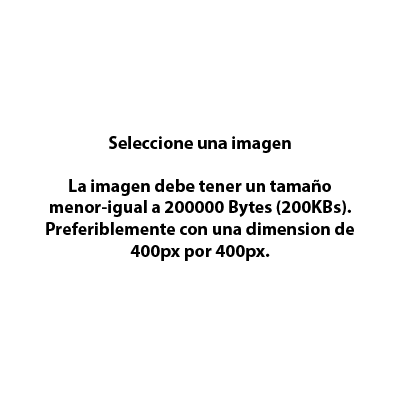 Seleccione una imagen
La imagen debe tener un tamaño
menor-igual a 200000 Bytes (200KBs).
Preferiblemente con una dimension de
400px por 400px.